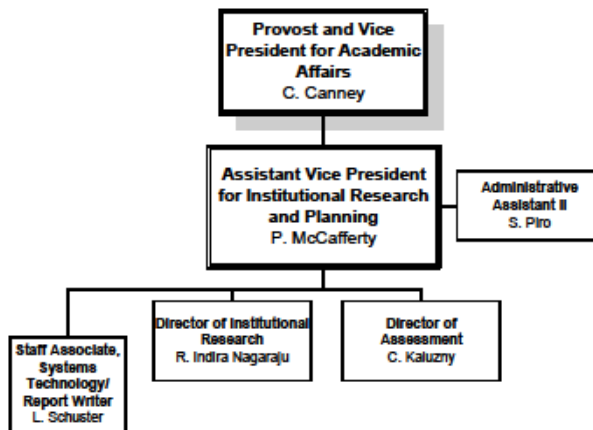 Provost and Vice
President for Academic
Affairs
C. Canney
Assistant Vice President
for Institutional Research
and Planning
P. McCafferty
Administrative
Assistant II
S. Piro
Staff Associate,
Systems
Technology/
Report Writer
L. Schuster
Director of Institutional
Research
R. Indira Nagaraju
Director of
Assessment
C. Kaluzny